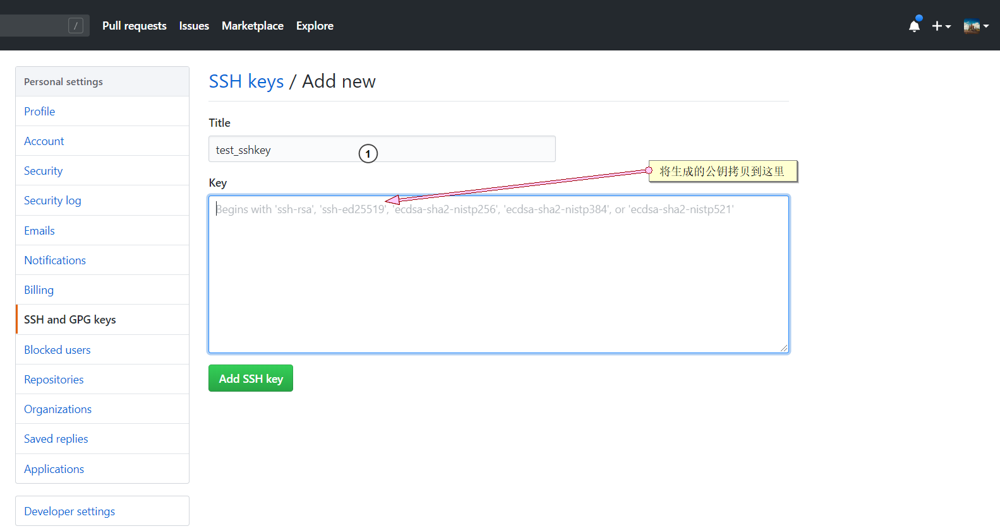 /
Pull requests Issues Marketplace Explore
Personal settings
Profile
Account
Security
Security log
Emails
Notifications
Billing
SSH and GPG keys
Blocked users
Repositories
Organizations
Saved replies
Applications
Developer settings
SSH keys / Add new
Title
test_sshkey
1
将生成的公钥拷贝到这里
Key
Begins with 'ssh-rsa', 'ssh-ed25519', 'ecdsa-sha2-nistp256', 'ecdsa-sha2-nistp384', or 'ecdsa-sha2-nistp521'
Add SSH key